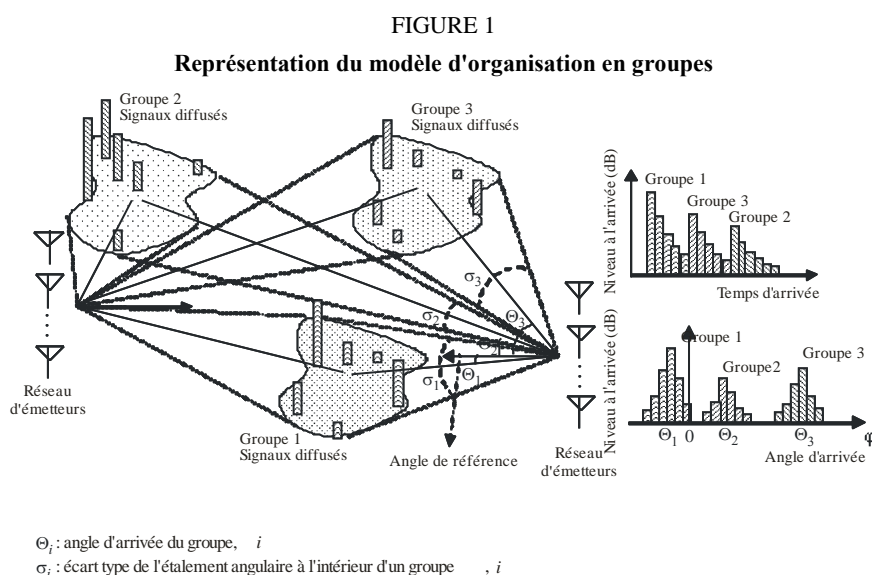 FIGURE 1
Représentation du modèle d'organisation en groupes
Groupe 2
Signaux diffusés
Groupe 3
Signaux diffusés
Niveau à l'arrivée (dB)
Groupe 1
Groupe 3
Groupe 2
Temps d'arrivée
σ3
σ2
Θ3
Θ2
σ1
Θ1
Réseau
d'émetteurs
Groupe 1
Signaux diffusés
Angle de référence
Réseau
d'émetteurs
Niveau à l'arrivée (dB)
Groupe 1
Groupe2
Groupe 3
Θ1 0 Θ2 Θ3 φ
Angle d'arrivée
Θi : angle d'arrivée du groupe, i
σi : écart type de l'étalement angulaire à l'intérieur d'un groupe , i